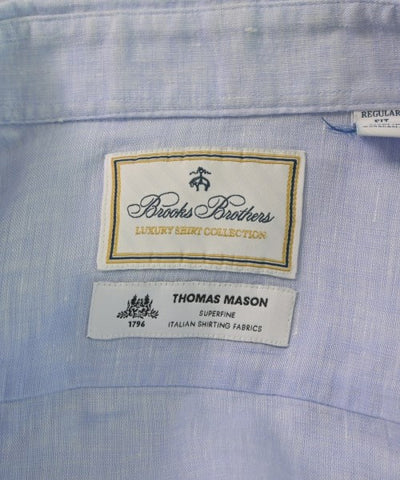 REGULAR
FIT
Brooks Brothers
LUXURY SHIRT COLLECTION
THOMAS MASON
SUPERFINE
1796
ITALIAN SHIRTING FABRICS